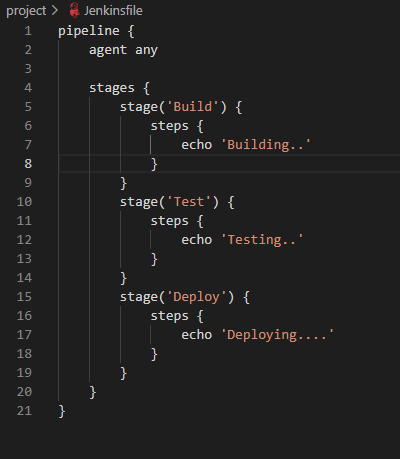 project > Jenkinsfile
1 pipeline {
2     agent any
3
4     stages {
5         stage('Build') {
6             steps {
7                 echo 'Building..'
8             }
9         }
10         stage('Test') {
11             steps {
12                 echo 'Testing..'
13             }
14         }
15         stage('Deploy') {
16             steps {
17                 echo 'Deploying....'
18             }
19         }
20     }
21 }